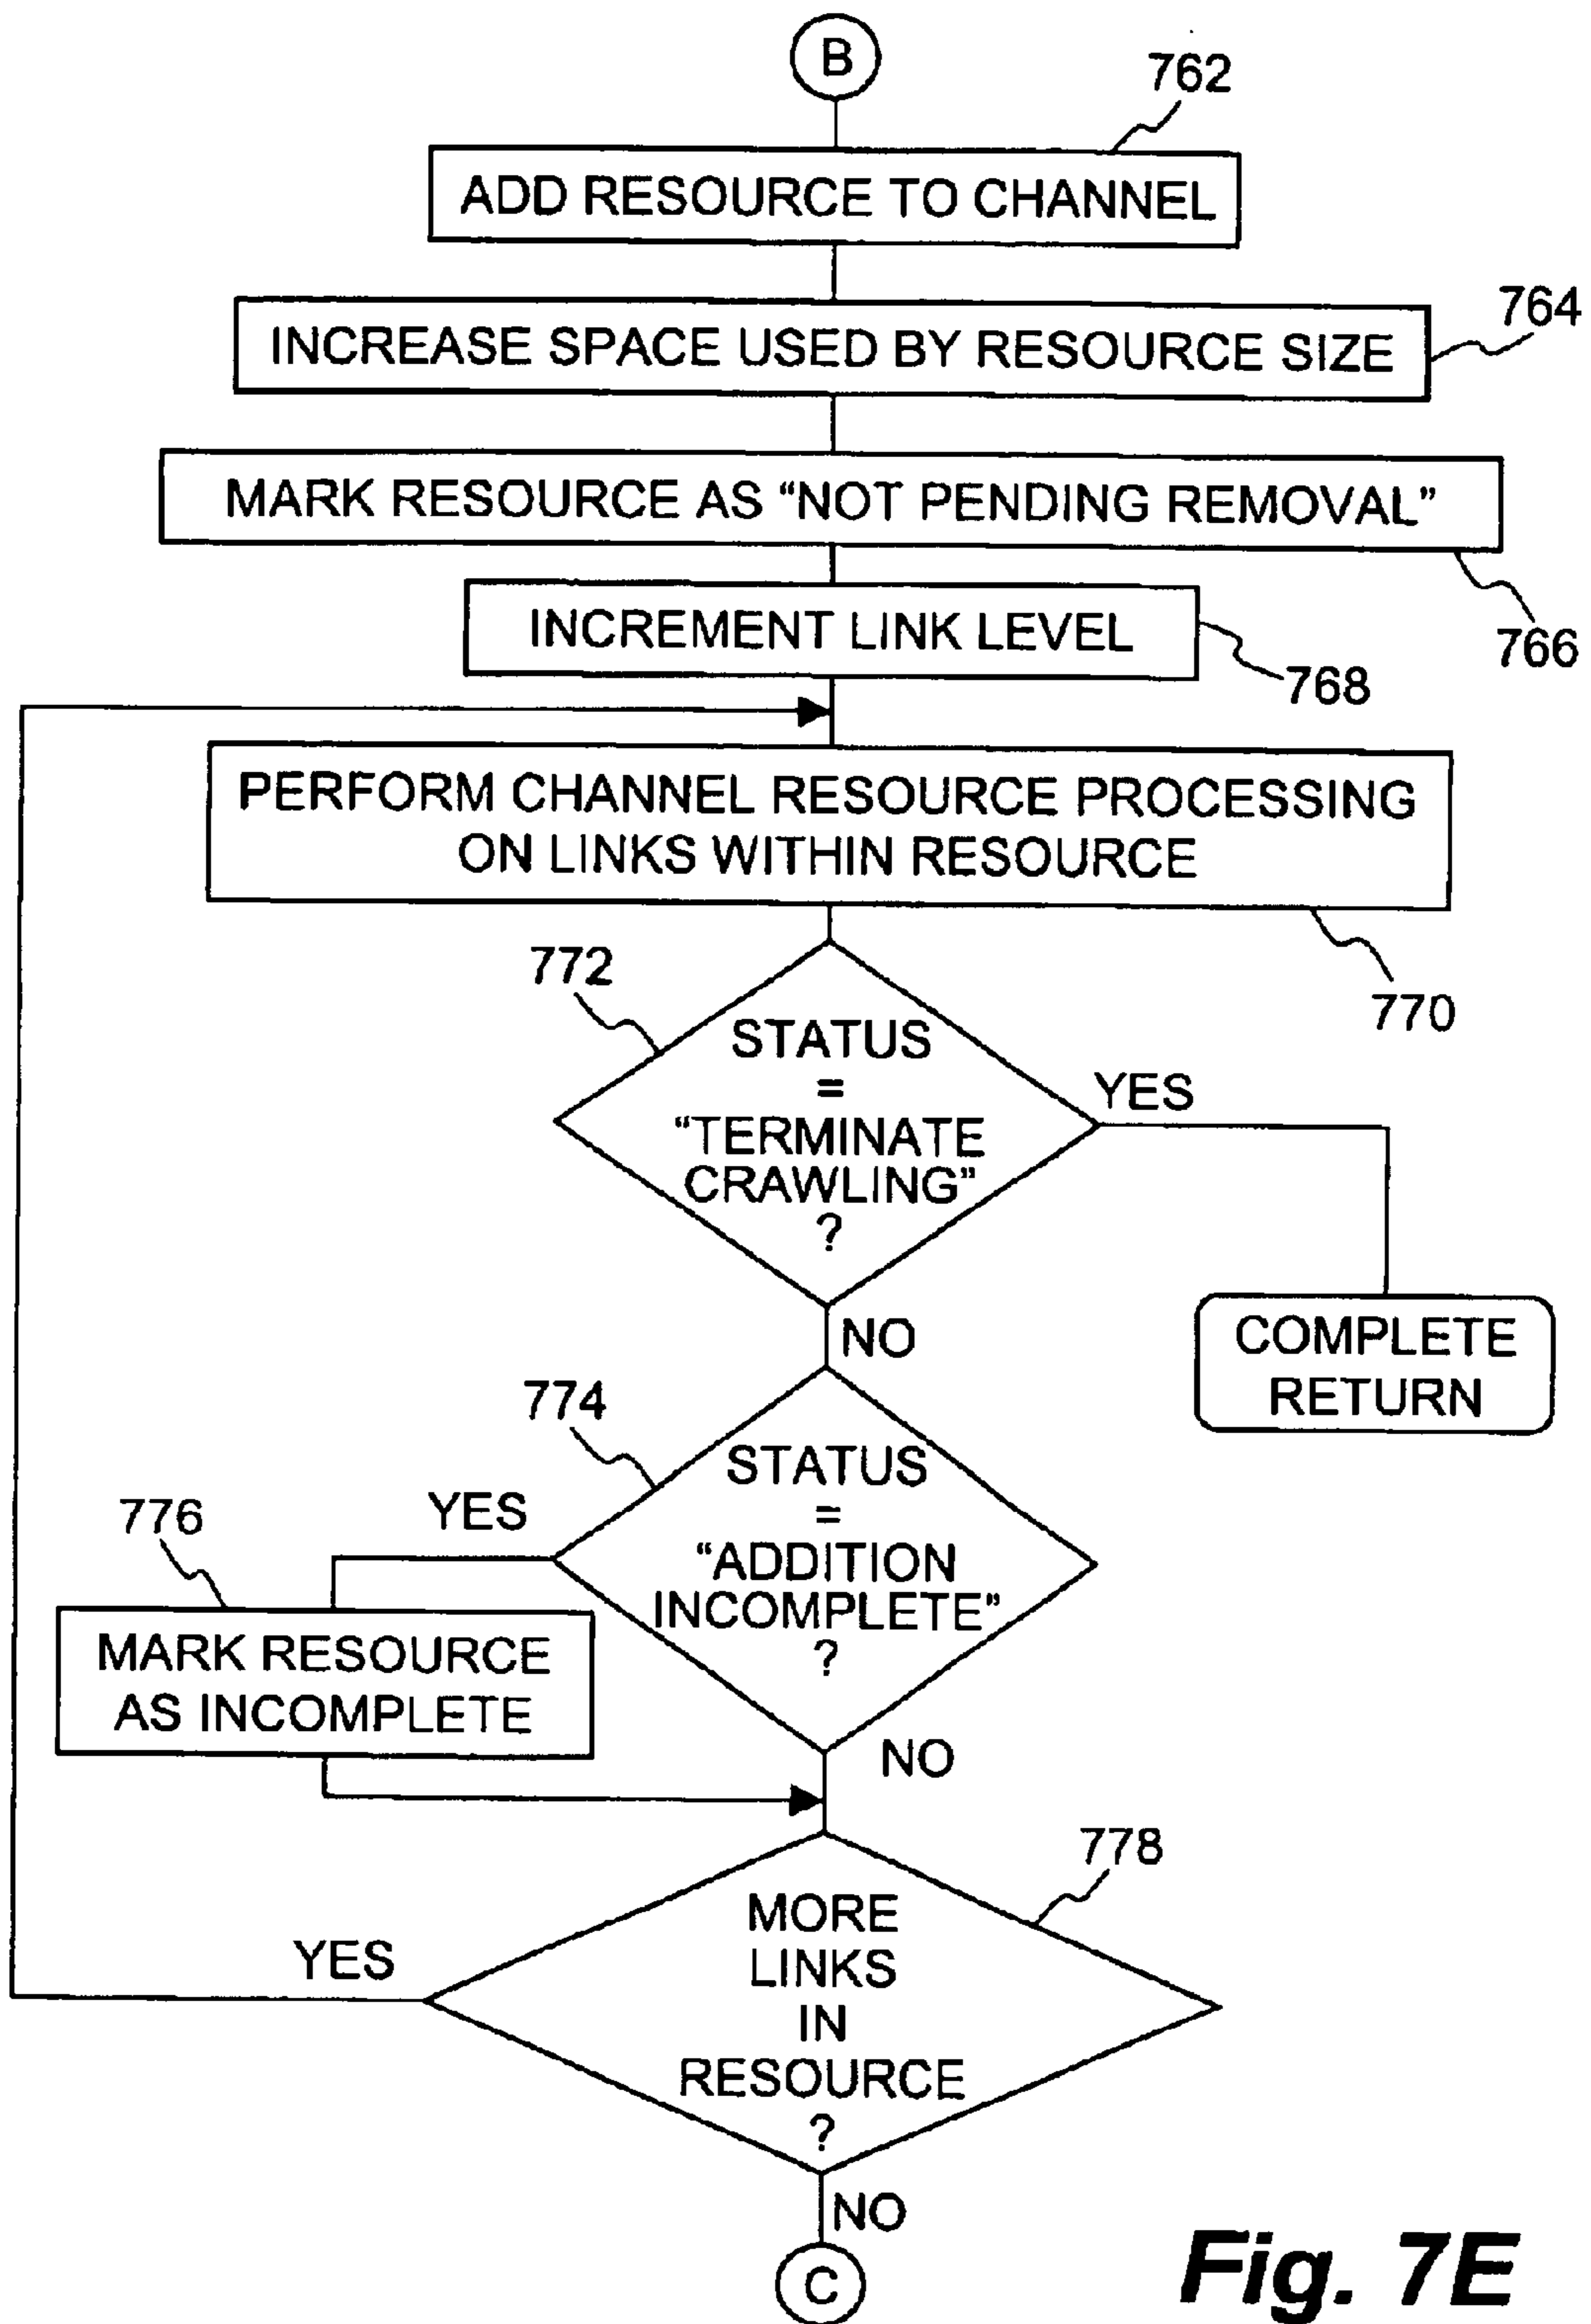 B
762
ADD RESOURCE TO CHANNEL
764
INCREASE SPACE USED BY RESOURCE SIZE
MARK RESOURCE AS “NOT PENDING REMOVAL”
766
INCREMENT LINK LEVEL
768
PERFORM CHANNEL RESOURCE PROCESSING
ON LINKS WITHIN RESOURCE
770
772
STATUS
=
“TERMINATE
CRAWLING”
?
YES
NO
COMPLETE
RETURN
774
STATUS
=
“ADDITION
INCOMPLETE”
?
YES
776
MARK RESOURCE
AS INCOMPLETE
NO
778
MORE
LINKS
IN
RESOURCE
?
YES
NO
C
Fig. 7E